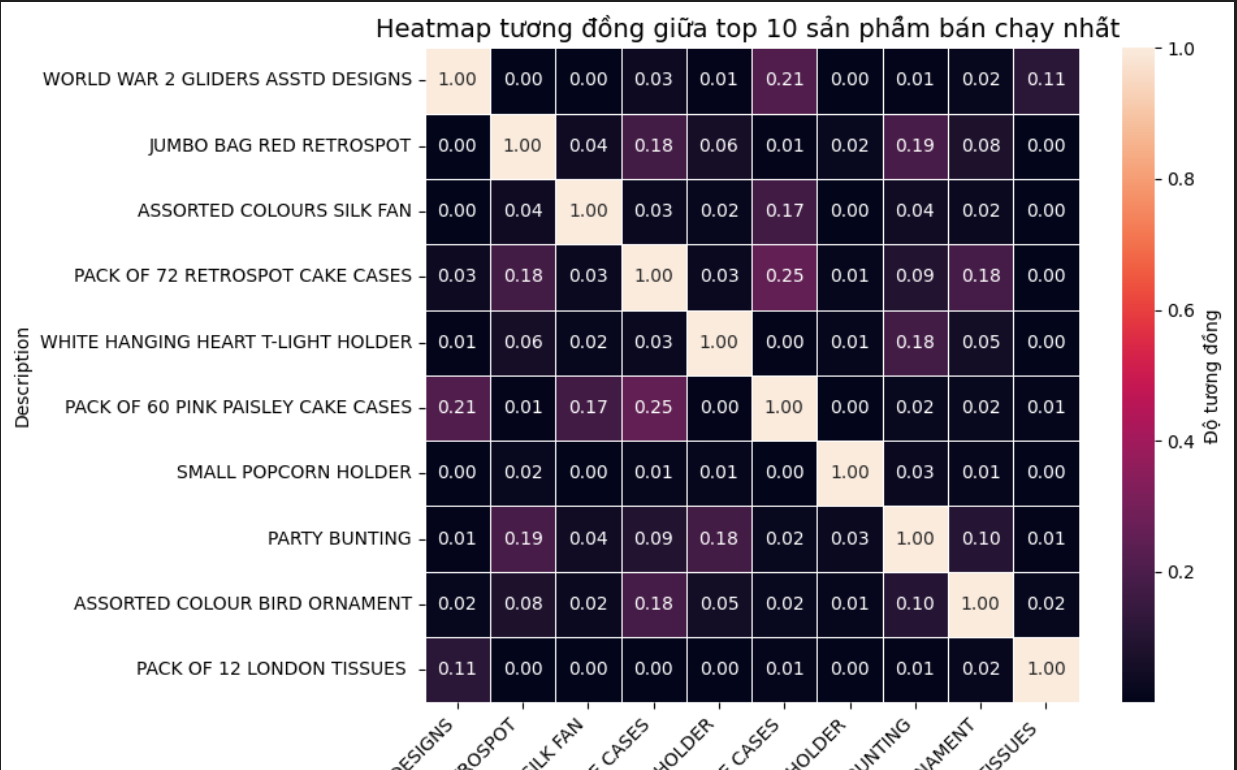 Heatmap tương đồng giữa top 10 sản phẩm bán chạy nhất
WORLD WAR 2 GLIDERS ASSTD DESIGNS 1.00 0.00 0.00 0.03 0.01 0.21 0.00 0.01 0.02 0.11
JUMBO BAG RED RETROSPOT 0.00 1.00 0.04 0.18 0.06 0.01 0.02 0.19 0.08 0.00
ASSORTED COLOURS SILK FAN 0.00 0.04 1.00 0.03 0.02 0.17 0.00 0.04 0.02 0.00
PACK OF 72 RETROSPOT CAKE CASES 0.03 0.18 0.03 1.00 0.03 0.25 0.01 0.09 0.18 0.00
WHITE HANGING HEART T-LIGHT HOLDER 0.01 0.06 0.02 0.03 1.00 0.00 0.01 0.18 0.05 0.00
PACK OF 60 PINK PAISLEY CAKE CASES 0.21 0.01 0.17 0.25 0.00 1.00 0.00 0.02 0.02 0.01
SMALL POPCORN HOLDER 0.00 0.02 0.00 0.01 0.01 0.00 1.00 0.03 0.01 0.00
PARTY BUNTING 0.01 0.19 0.04 0.09 0.18 0.02 0.03 1.00 0.10 0.01
ASSORTED COLOUR BIRD ORNAMENT 0.02 0.08 0.02 0.18 0.05 0.02 0.01 0.10 1.00 0.02
PACK OF 12 LONDON TISSUES 0.11 0.00 0.00 0.00 0.00 0.01 0.00 0.01 0.02 1.00
Description
DESIGNS
ROSPOT
SILK FAN
E CASES
HOLDER
E CASES
HOLDER
UNTING
NAMENT
TISSUES
1.0
0.8
0.6
0.4
0.2
Độ tương đồng